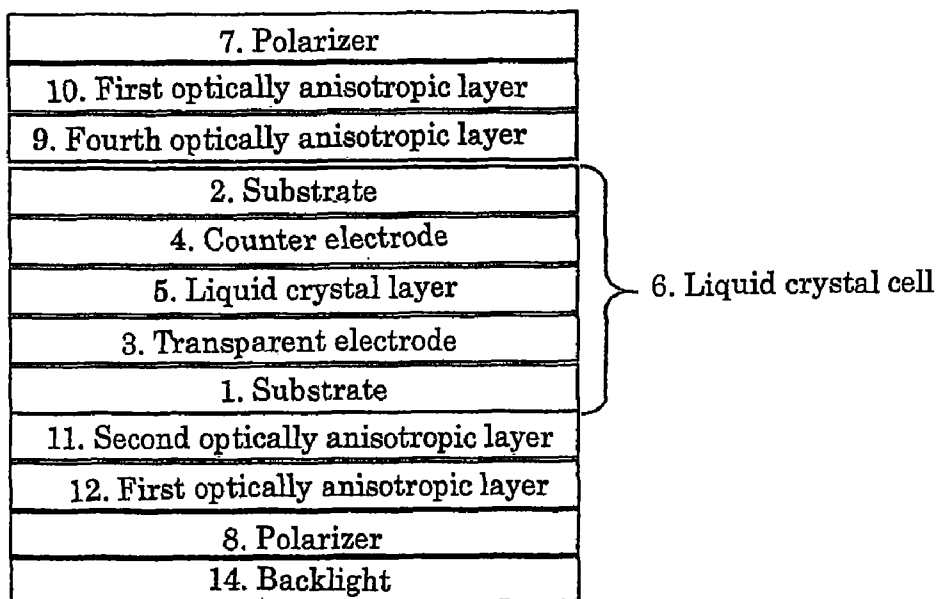 7. Polarizer
10. First optically anisotropic layer
9. Fourth optically anisotropic layer
2. Substrate
4. Counter electrode
5. Liquid crystal layer
6. Liquid crystal cell
3. Transparent electrode
1. Substrate
11. Second optically anisotropic layer
12. First optically anisotropic layer
8. Polarizer
14. Backlight